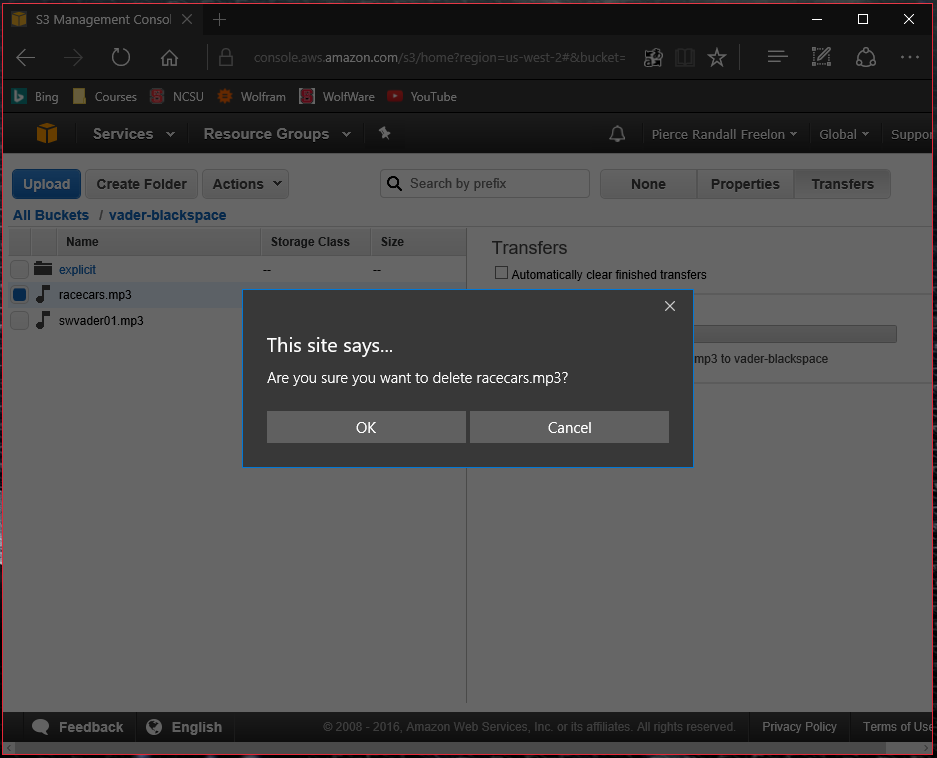 S3 Management Consol
console.aws.amazon.com/s3/home?region=us-west-2#&bucket=
Bing Courses NCSU Wolfram WolfWare YouTube
Services Resource Groups Pierce Randall Freelon Global Suppor
Upload Create Folder Actions Search by prefix None Properties Transfers
All Buckets / vader-blackspace
Name Storage Class Size
Transfers
explicit -- --
Automatically clear finished transfers
racecars.mp3
swvader01.mp3
This site says...
mp3 to vader-blackspace
Are you sure you want to delete racecars.mp3?
OK Cancel
Feedback English © 2008 - 2016, Amazon Web Services, Inc. or its affiliates. All rights reserved. Privacy Policy Terms of Use